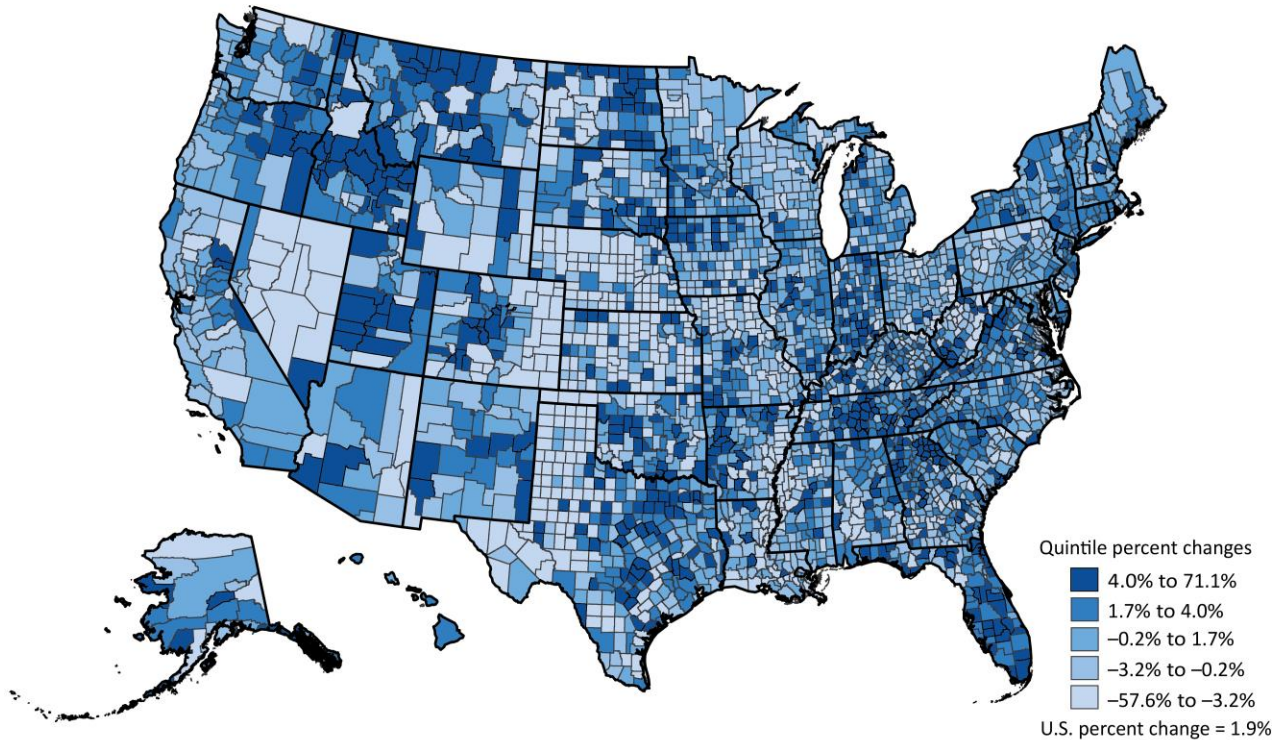 Quintile percent changes
4.0% to 71.1%
1.7% to 4.0%
–0.2% to 1.7%
–3.2% to –0.2%
–57.6% to –3.2%
U.S. percent change = 1.9%